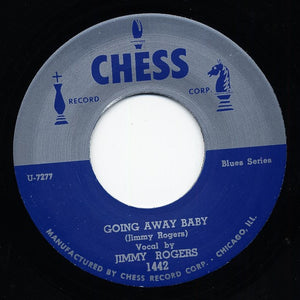 CHESS
RECORD CORP.
U-7277
Blues Series
GOING AWAY BABY
(Jimmy Rogers)
Vocal by
JIMMY ROGERS
1442
MANUFACTURED BY CHESS RECORD CORP., CHICAGO, ILL.